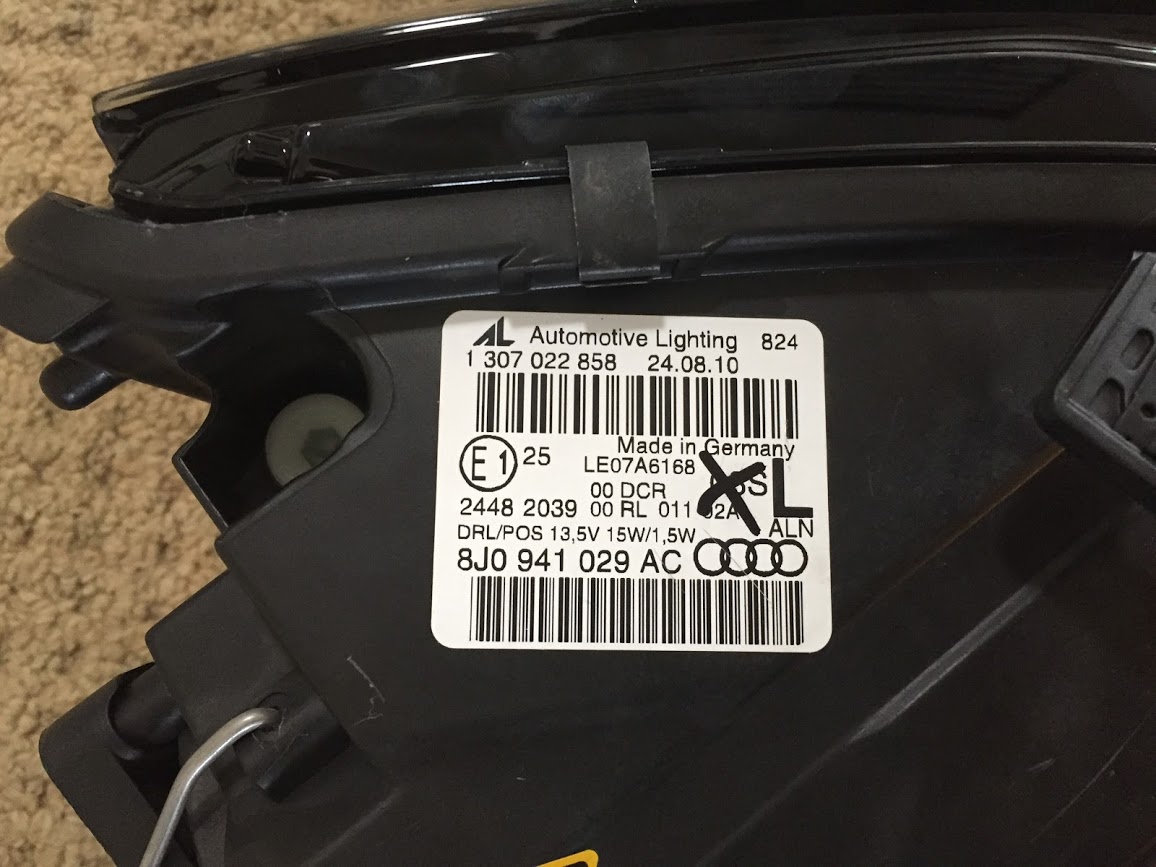 AL Automotive Lighting 824
1 307 022 858 24.08.10
Made in Germany
E1 25 LE07A6168
00 DCR L
2448 2039 00 RL 011
ALN
DRL/POS 13,5V 15W/1,5W
8J0 941 029 AC